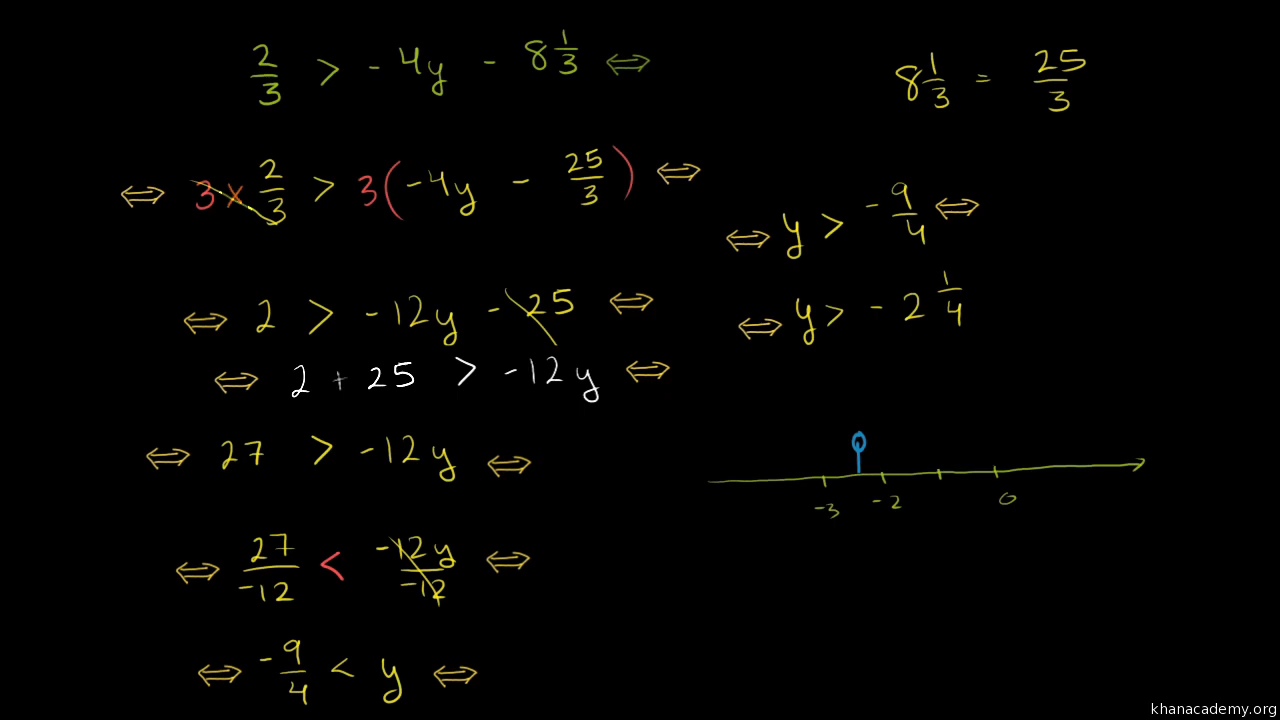 2/3 > -4y - 8 1/3 ⇔
⇔ 3 × 2/3 > 3(-4y - 25/3) ⇔
⇔ 2 > -12y - 25 ⇔
⇔ 2 + 25 > -12y ⇔
⇔ 27 > -12y ⇔
⇔ 27/-12 < -12y/-12 ⇔
⇔ -9/4 < y ⇔
8 1/3 = 25/3
⇔ y > -9/4 ⇔
⇔ y > -2 1/4
-3 -2 0
khanacademy.org